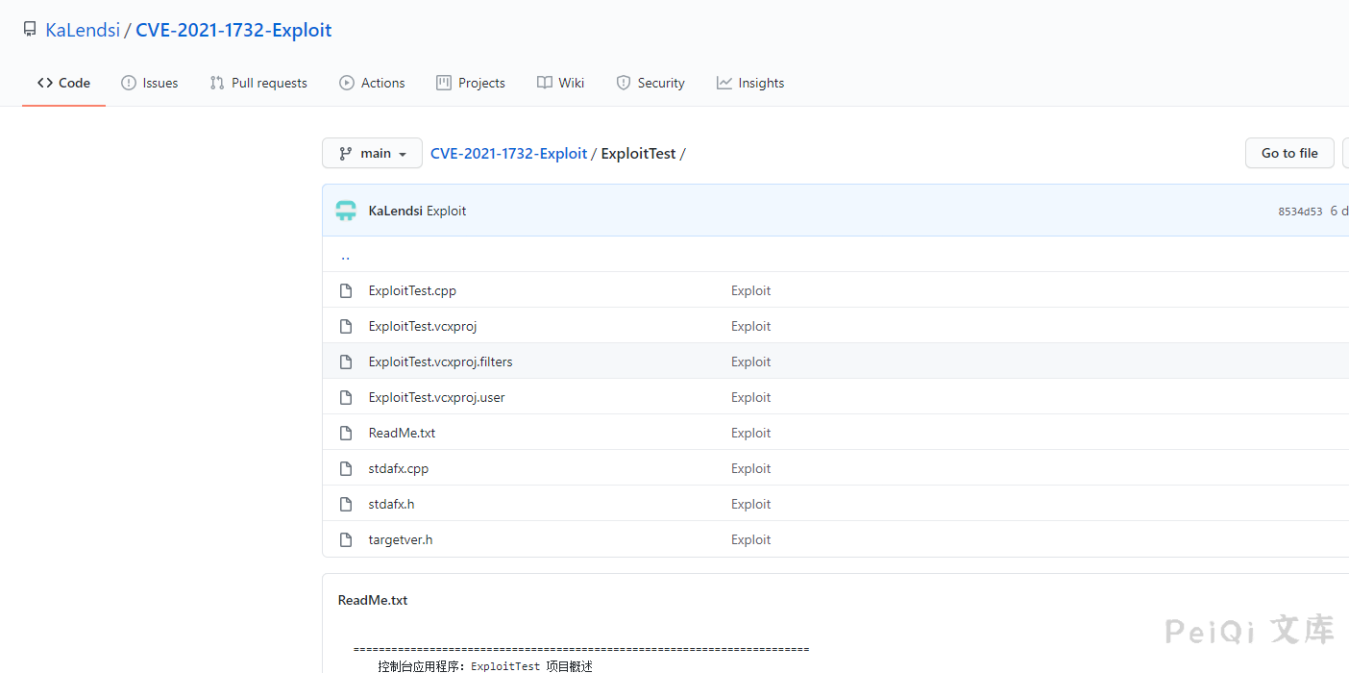 KaLendsi / CVE-2021-1732-Exploit
Code Issues Pull requests Actions Projects Wiki Security Insights
main CVE-2021-1732-Exploit / ExploitTest / Go to file
KaLendsi Exploit 8534d53 6 d
..
ExploitTest.cpp Exploit
ExploitTest.vcxproj Exploit
ExploitTest.vcxproj.filters Exploit
ExploitTest.vcxproj.user Exploit
ReadMe.txt Exploit
stdafx.cpp Exploit
stdafx.h Exploit
targetver.h Exploit
ReadMe.txt
========================================================================
控制台应用程序: ExploitTest 项目概述
PeiQi 文库